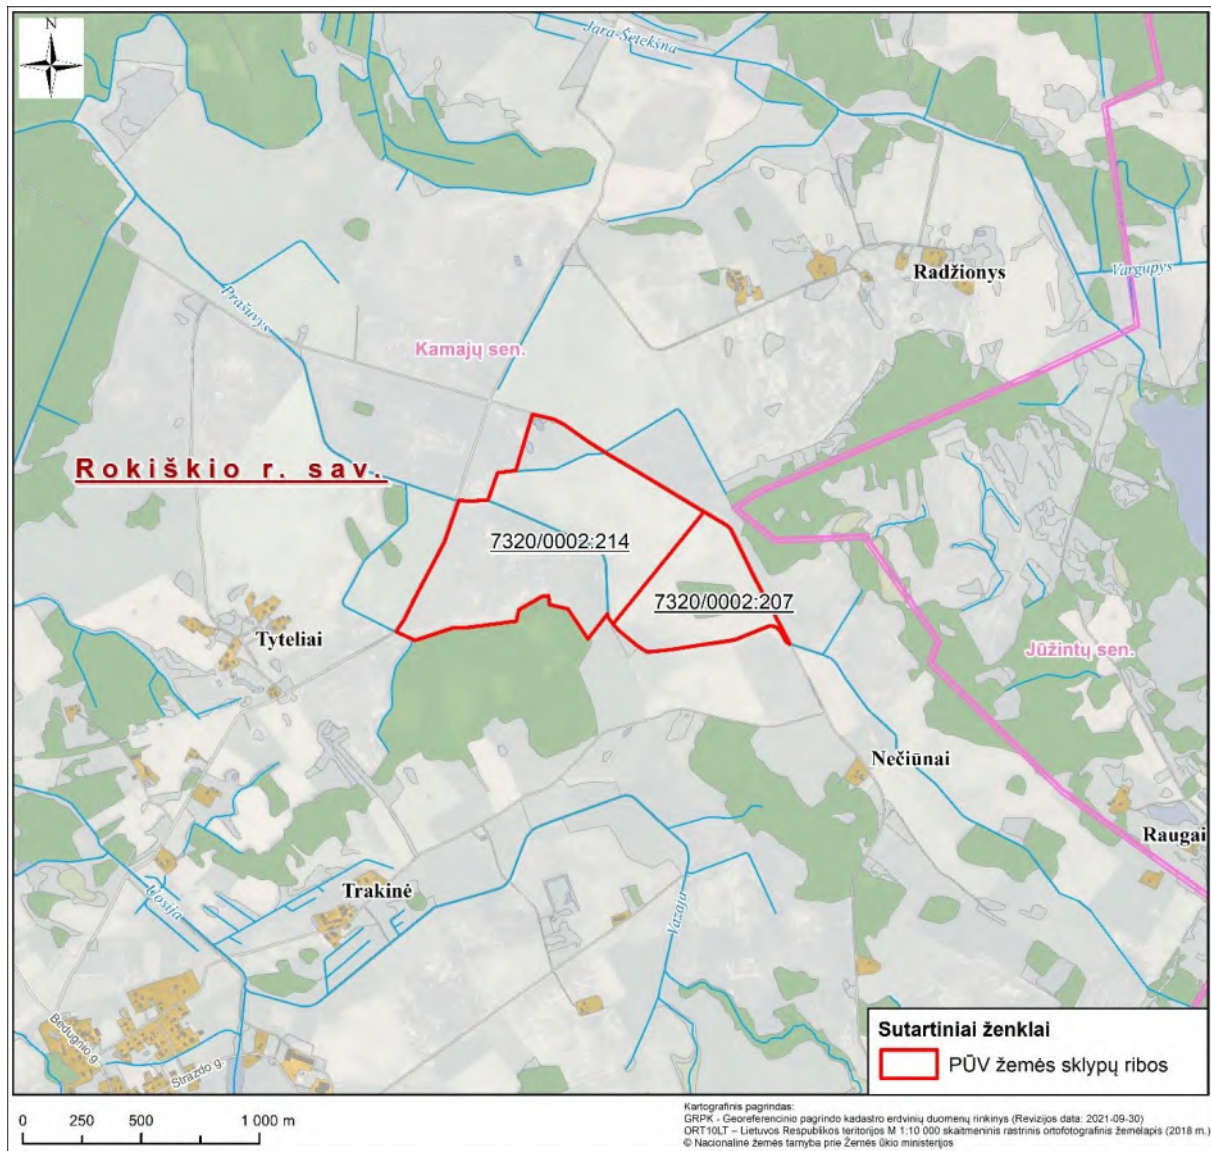 N
Jara-Šetekšna
Radžionys
Vargupys
Prašuvys
Kamajų sen.
Rokiškio r. sav.
7320/0002:214
7320/0002:207
Tyteliai
Jūžintų sen.
Nečiūnai
Raugai
Trakinė
Vosija
Vazaju
Bedugnio g.
Strazdo g.
Sutartiniai ženklai
PŪV žemės sklypų ribos
0 250 500 1 000 m
Kartografinis pagrindas:
GRPK - Georeferencinio pagrindo kadastro erdvinių duomenų rinkinys (Revizijos data: 2021-09-30)
ORT10LT – Lietuvos Respublikos teritorijos M 1:10 000 skaitmeninis rastrinis ortofotografinis žemėlapis (2018 m.)
© Nacionalinė žemės tarnyba prie Žemės ūkio ministerijos